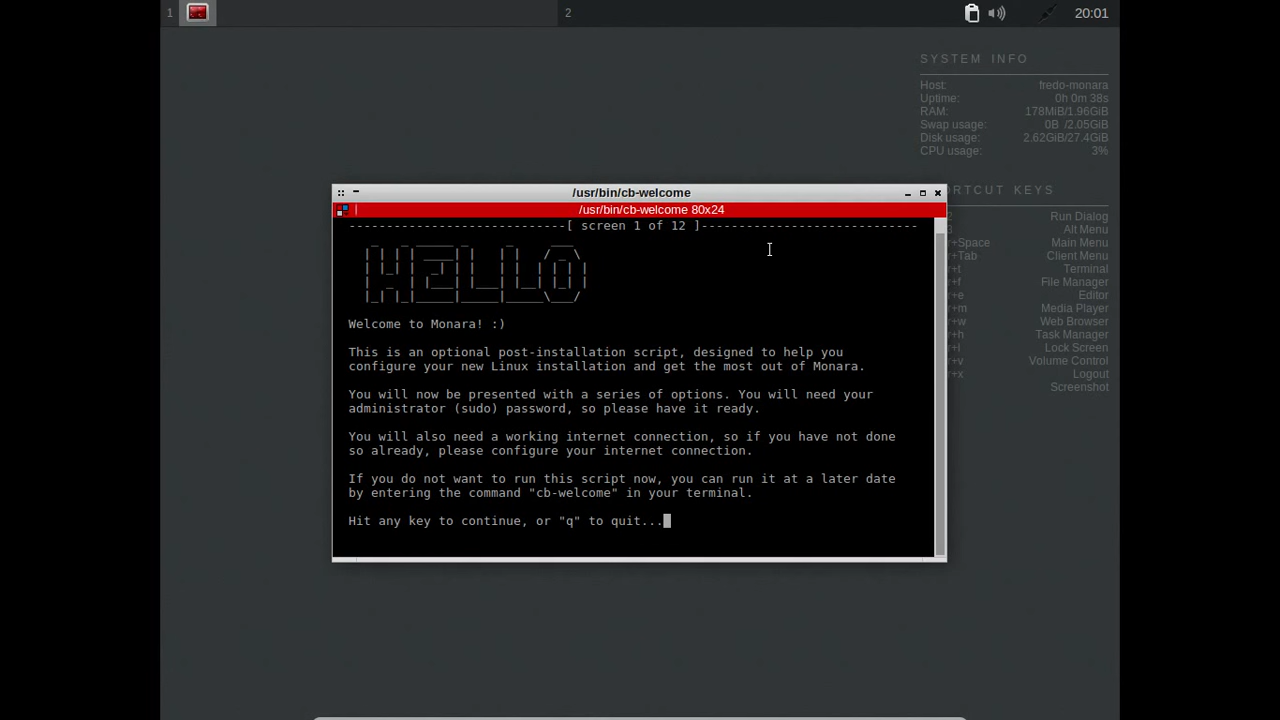 1
2
20:01
SYSTEM INFO
Host: fredo-monara
Uptime: 0h 0m 38s
RAM: 178MiB/1.96GiB
Swap usage: 0B /2.05GiB
Disk usage: 2.62GiB/27.4GiB
CPU usage: 3%
/usr/bin/cb-welcome
/usr/bin/cb-welcome 80x24
-----------------------------[ screen 1 of 12 ]-----------------------------
HELLO
Welcome to Monara! :)
This is an optional post-installation script, designed to help you
configure your new Linux installation and get the most out of Monara.
You will now be presented with a series of options. You will need your
administrator (sudo) password, so please have it ready.
You will also need a working internet connection, so if you have not done
so already, please configure your internet connection.
If you do not want to run this script now, you can run it at a later date
by entering the command "cb-welcome" in your terminal.
Hit any key to continue, or "q" to quit...
ORTCUT KEYS
Run Dialog
Alt Menu
r+Space Main Menu
r+Tab Client Menu
r+t Terminal
r+f File Manager
r+e Editor
r+m Media Player
r+w Web Browser
r+h Task Manager
r+l Lock Screen
r+v Volume Control
r+x Logout
Screenshot